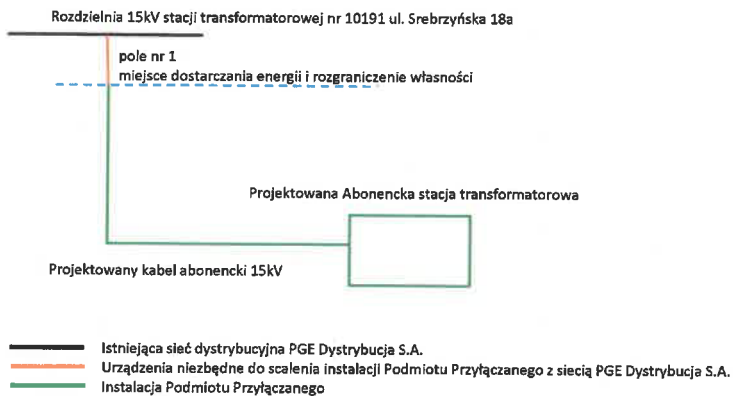 Rozdzielnia 15kV stacji transformatorowej nr 10191 ul. Srebrzyńska 18a
pole nr 1
miejsce dostarczania energii i rozgraniczenie własności
Projektowana Abonencka stacja transformatorowa
Projektowany kabel abonencki 15kV
Istniejąca sieć dystrybucyjna PGE Dystrybucja S.A.
Urządzenia niezbędne do scalenia instalacji Podmiotu Przyłączanego z siecią PGE Dystrybucja S.A.
Instalacja Podmiotu Przyłączanego